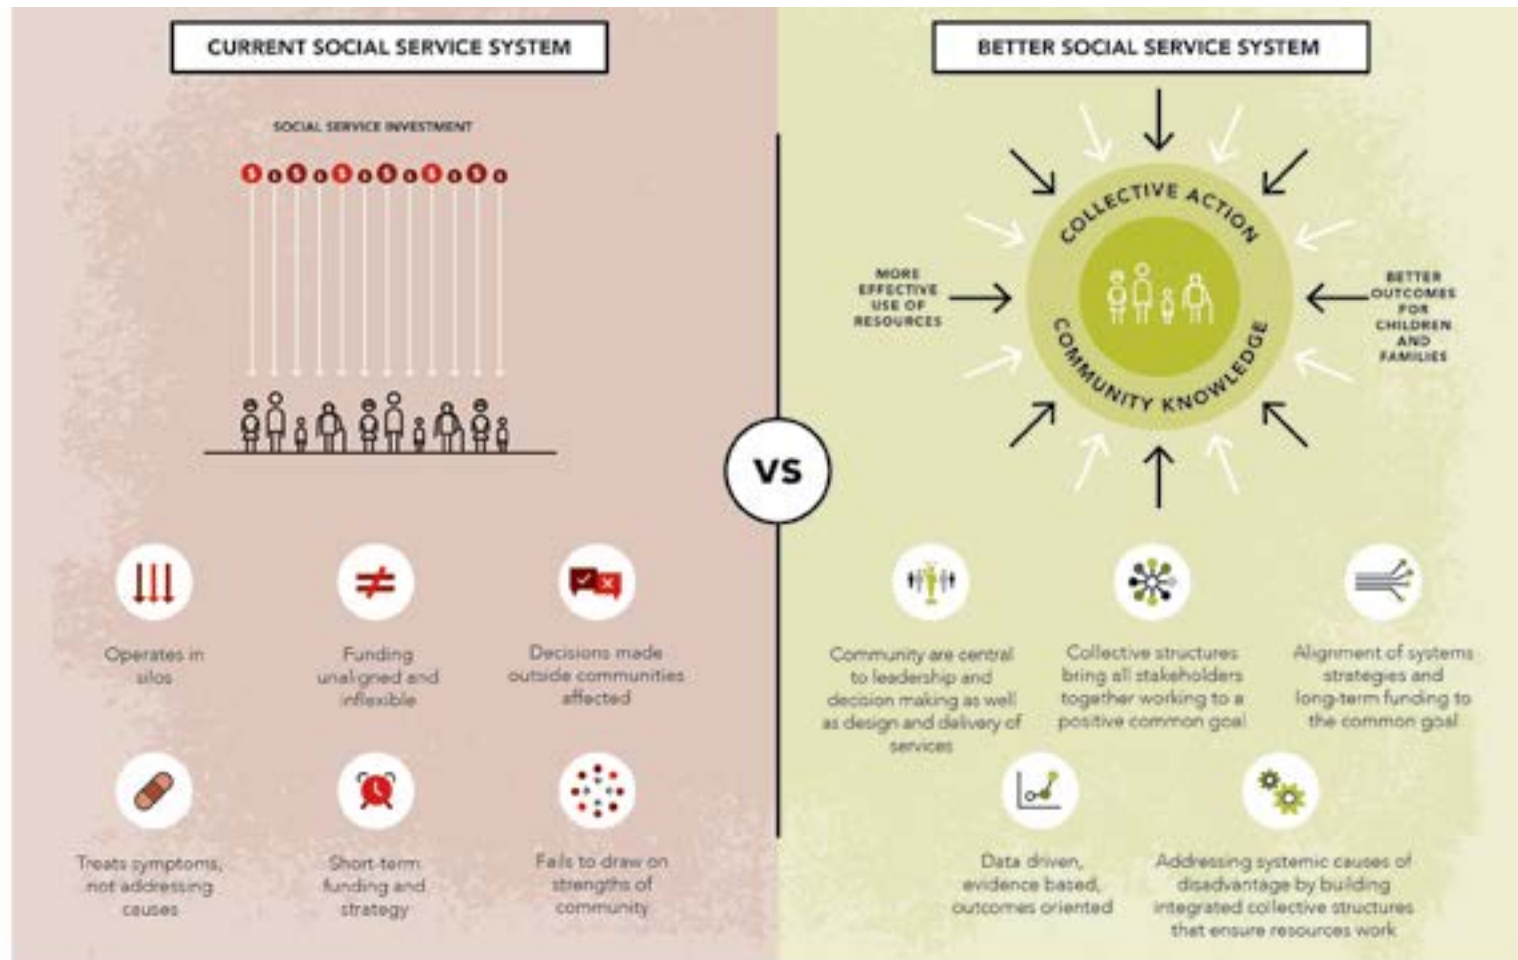 CURRENT SOCIAL SERVICE SYSTEM
SOCIAL SERVICE INVESTMENT
Operates in
silos
Funding
unaligned and
inflexible
Decisions made
outside communities
affected
Treats symptoms,
not addressing
causes
Short-term
funding and
strategy
Fails to draw on
strengths of
community
VS
BETTER SOCIAL SERVICE SYSTEM
COLLECTIVE ACTION
COMMUNITY KNOWLEDGE
MORE
EFFECTIVE
USE OF
RESOURCES
BETTER
OUTCOMES
FOR
CHILDREN
AND
FAMILIES
Community are central
to leadership and
decision making as well
as design and delivery of
services
Collective structures
bring all stakeholders
together working to a
positive common goal
Alignment of systems
strategies and
long-term funding to
the common goal
Data driven,
evidence based,
outcomes oriented
Addressing systemic causes of
disadvantage by building
integrated collective structures
that ensure resources work